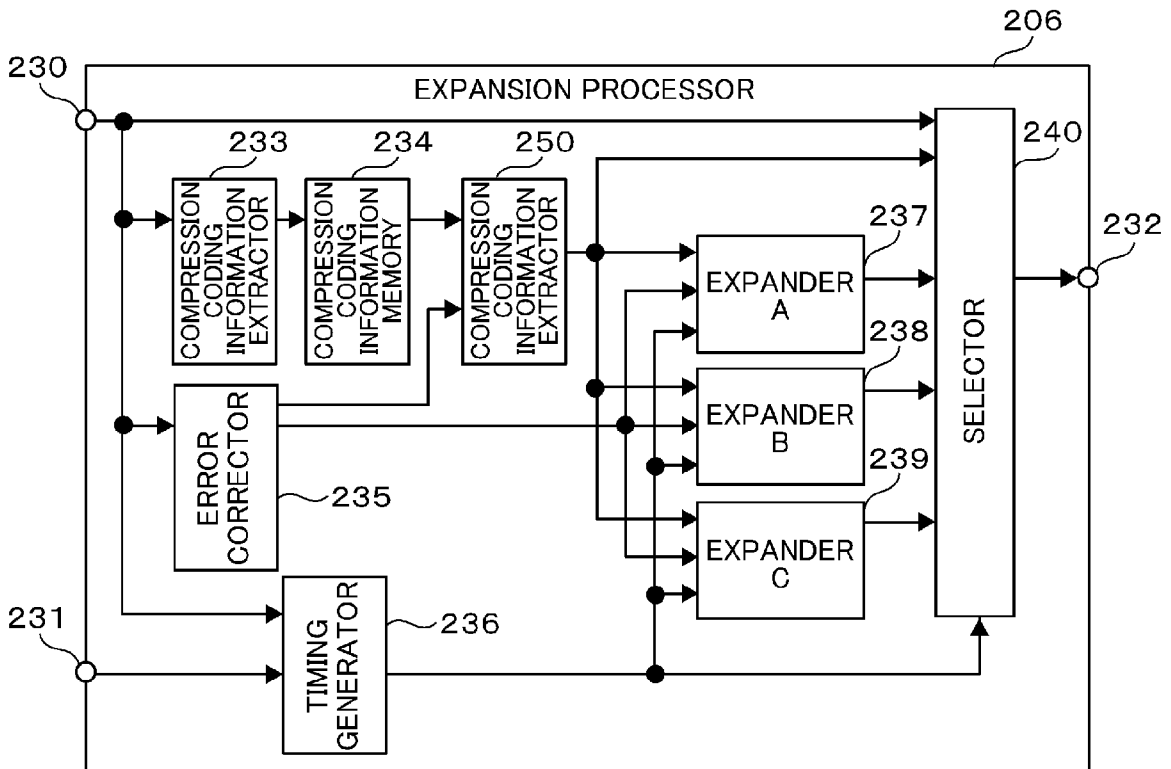 206
230
EXPANSION PROCESSOR
233
234
250
240
COMPRESSION
CODING
INFORMATION
EXTRACTOR
COMPRESSION
CODING
INFORMATION
MEMORY
COMPRESSION
CODING
INFORMATION
EXTRACTOR
237
232
EXPANDER
A
SELECTOR
238
EXPANDER
B
ERROR
CORRECTOR
235
239
EXPANDER
C
231
TIMING
GENERATOR
236